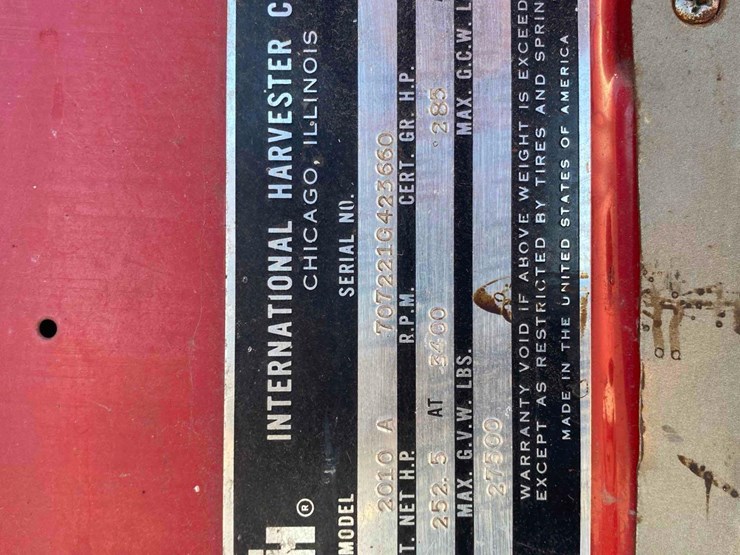 INTERNATIONAL HARVESTER C
CHICAGO, ILLINOIS
®
MODEL SERIAL NO.
2010 A 707221G423660
T. NET H.P. R.P.M. CERT. GR. H.P.
252.5 AT 3400 285
MAX. G.V.W. LBS. MAX. G.C.W. L
27500
WARRANTY VOID IF ABOVE WEIGHT IS EXCEED
EXCEPT AS RESTRICTED BY TIRES AND SPRIN
MADE IN THE UNITED STATES OF AMERICA